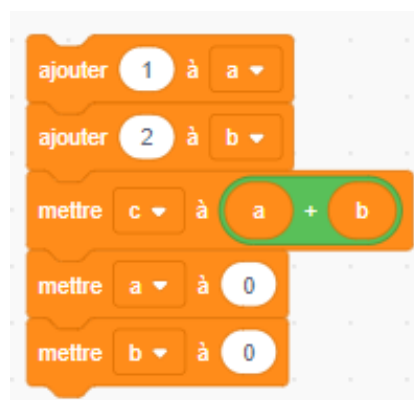 ajouter 1 à a
ajouter 2 à b
mettre c à a + b
mettre a à 0
mettre b à 0